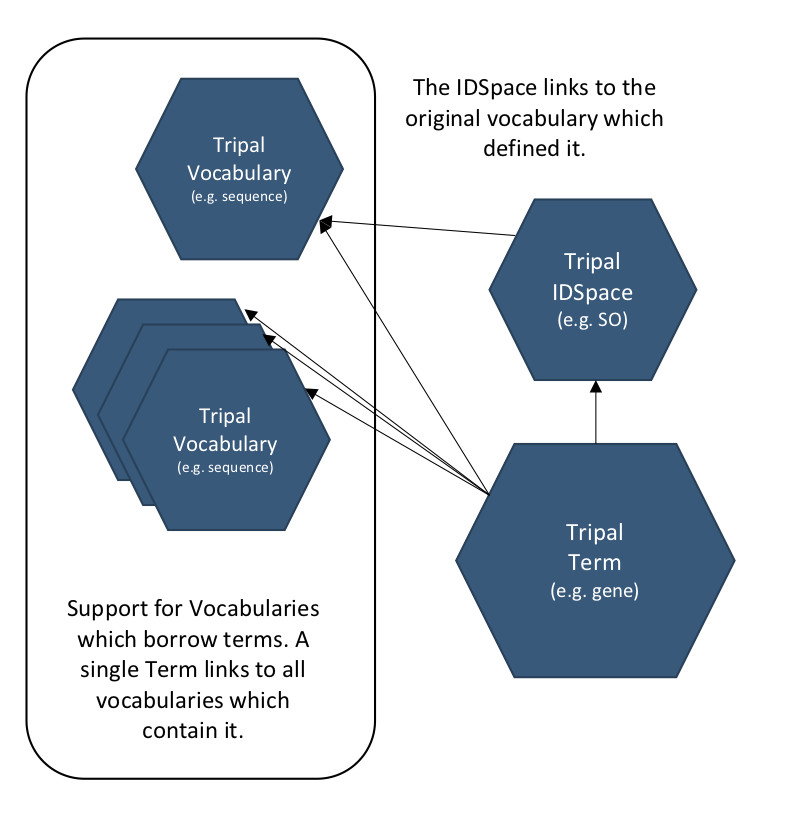 Tripal
Vocabulary
(e.g. sequence)
The IDSpace links to the
original vocabulary which
defined it.
Tripal
IDSpace
(e.g. SO)
Tripal
Vocabulary
(e.g. sequence)
Tripal
Term
(e.g. gene)
Support for Vocabularies
which borrow terms. A
single Term links to all
vocabularies which
contain it.